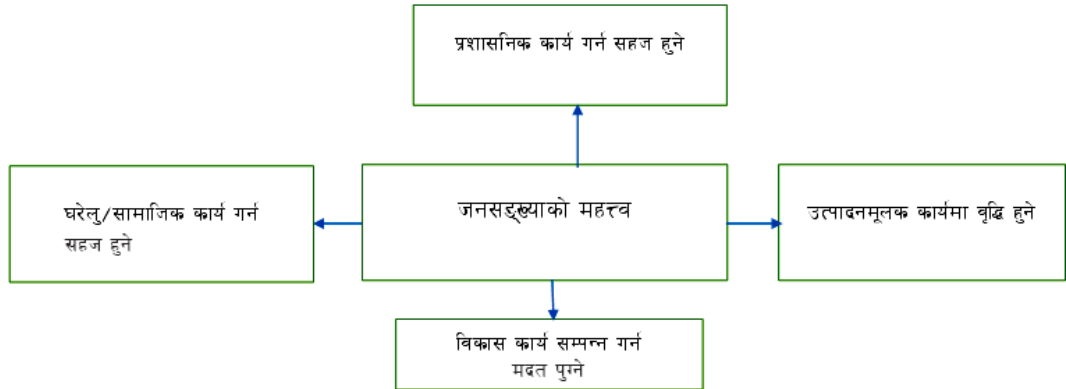 प्रशासनिक कार्य गर्न सहज हुने
घरेलु/सामाजिक कार्य गर्न
सहज हुने
जनसङ्ख्याको महत्त्व
उत्पादनमूलक कार्यमा वृद्धि हुने
विकास कार्य सम्पन्न गर्न
मदत पुग्ने